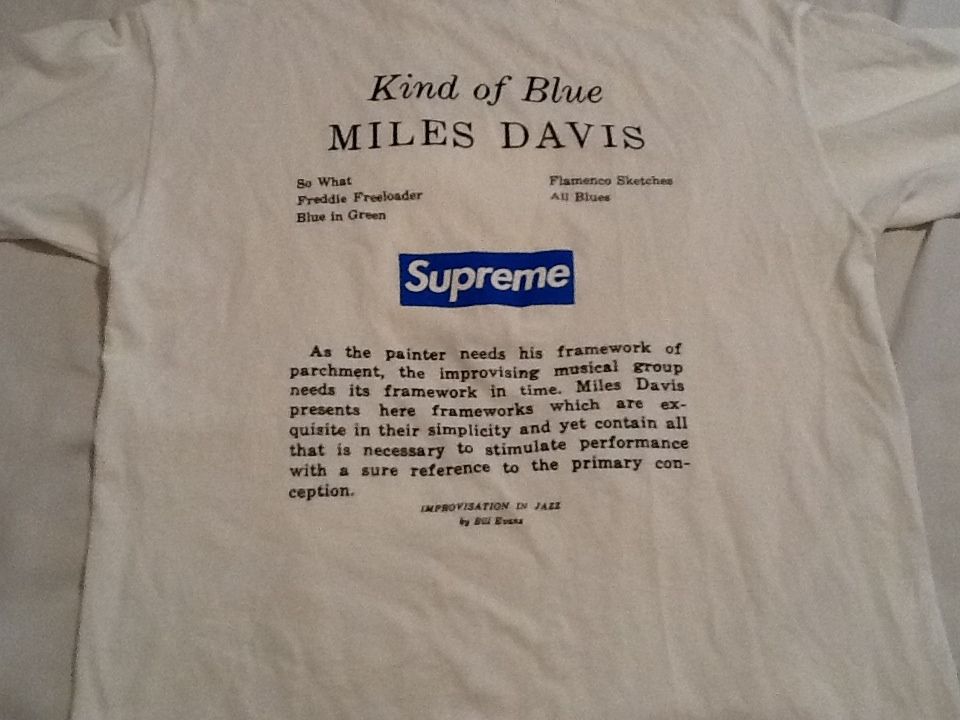 Kind of Blue
MILES DAVIS
So What
Freddie Freeloader
Blue in Green
Flamenco Sketches
All Blues
Supreme
As the painter needs his framework of
parchment, the improvising musical group
needs its framework in time. Miles Davis
presents here frameworks which are ex-
quisite in their simplicity and yet contain all
that is necessary to stimulate performance
with a sure reference to the primary con-
ception.
IMPROVISATION IN JAZZ
by Bill Evans